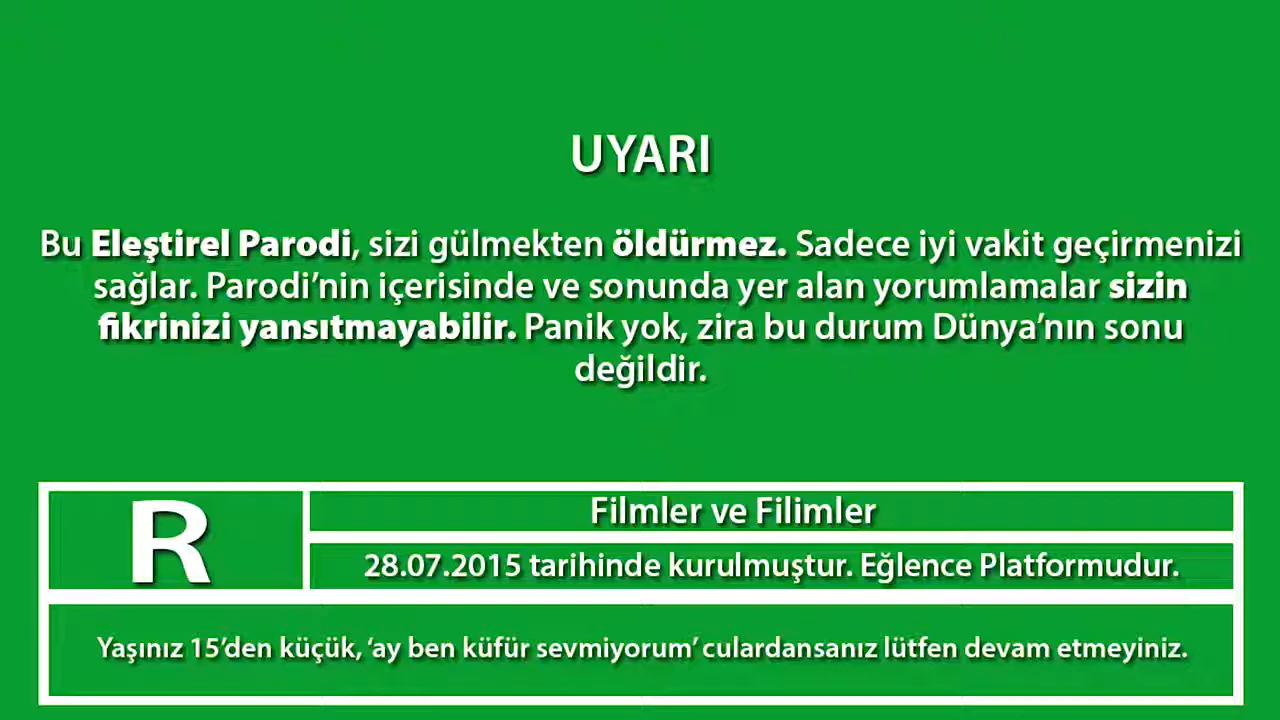 UYARI
Bu Eleştirel Parodi, sizi gülmekten öldürmez. Sadece iyi vakit geçirmenizi
sağlar. Parodi’nin içerisinde ve sonunda yer alan yorumlamalar sizin
fikrinizi yansıtmayabilir. Panik yok, zira bu durum Dünya’nın sonu
değildir.
R
Filmler ve Filimler
28.07.2015 tarihinde kurulmuştur. Eğlence Platformudur.
Yaşınız 15’den küçük, ‘ay ben küfür sevmiyorum’ culardansanız lütfen devam etmeyiniz.